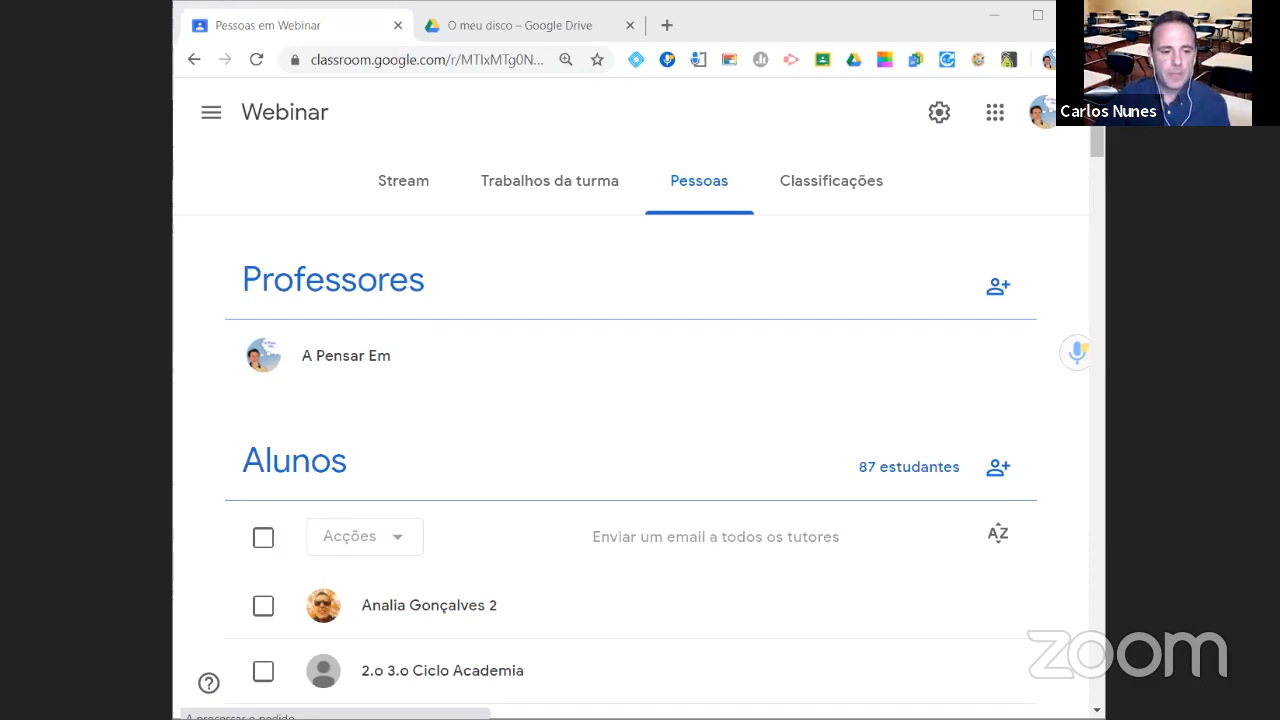 Pessoas em Webinar
O meu disco – Google Drive
classroom.google.com/r/MTIxMTg0N...
Carlos Nunes
Webinar
Stream
Trabalhos da turma
Pessoas
Classificações
Professores
A Pensar Em
Alunos
87 estudantes
Acções
Enviar um email a todos os tutores
AZ
Analia Gonçalves 2
2.o 3.o Ciclo Academia
A processar o pedido
zoom